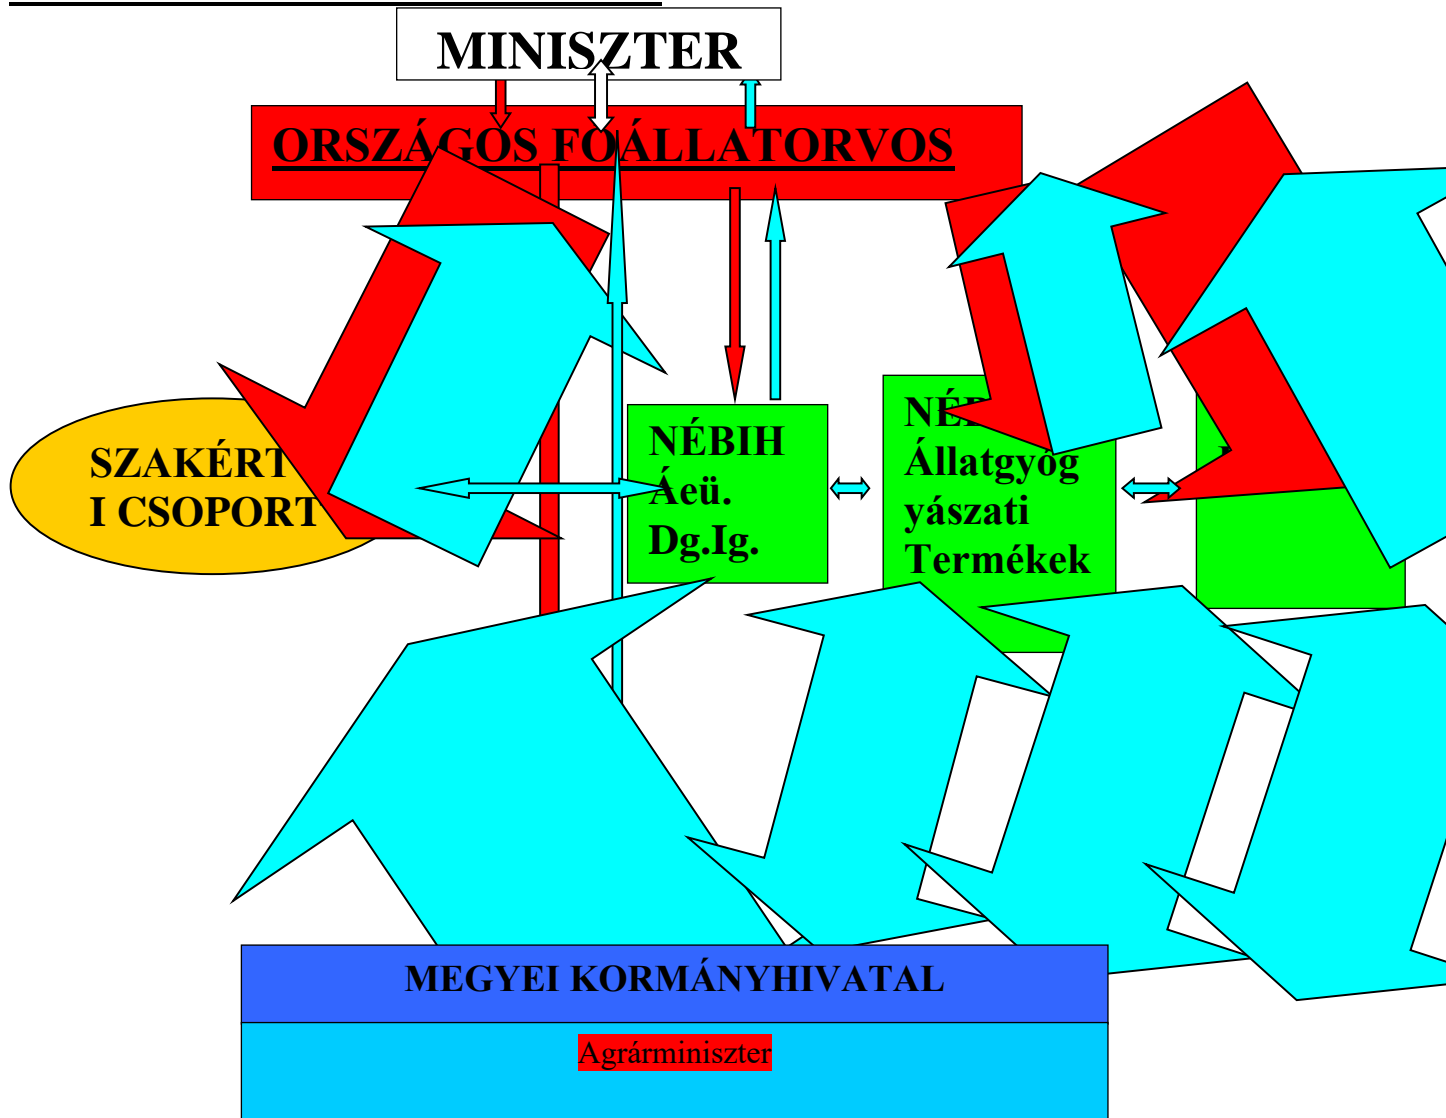 MINISZTER
ORSZÁGOS FŐÁLLATORVOS
SZAKÉRT
I CSOPORT
NÉBIH
Áeü.
Dg.Ig.
Állatgyóg
yászati
Termékek
MEGYEI KORMÁNYHIVATAL
Agrárminiszter